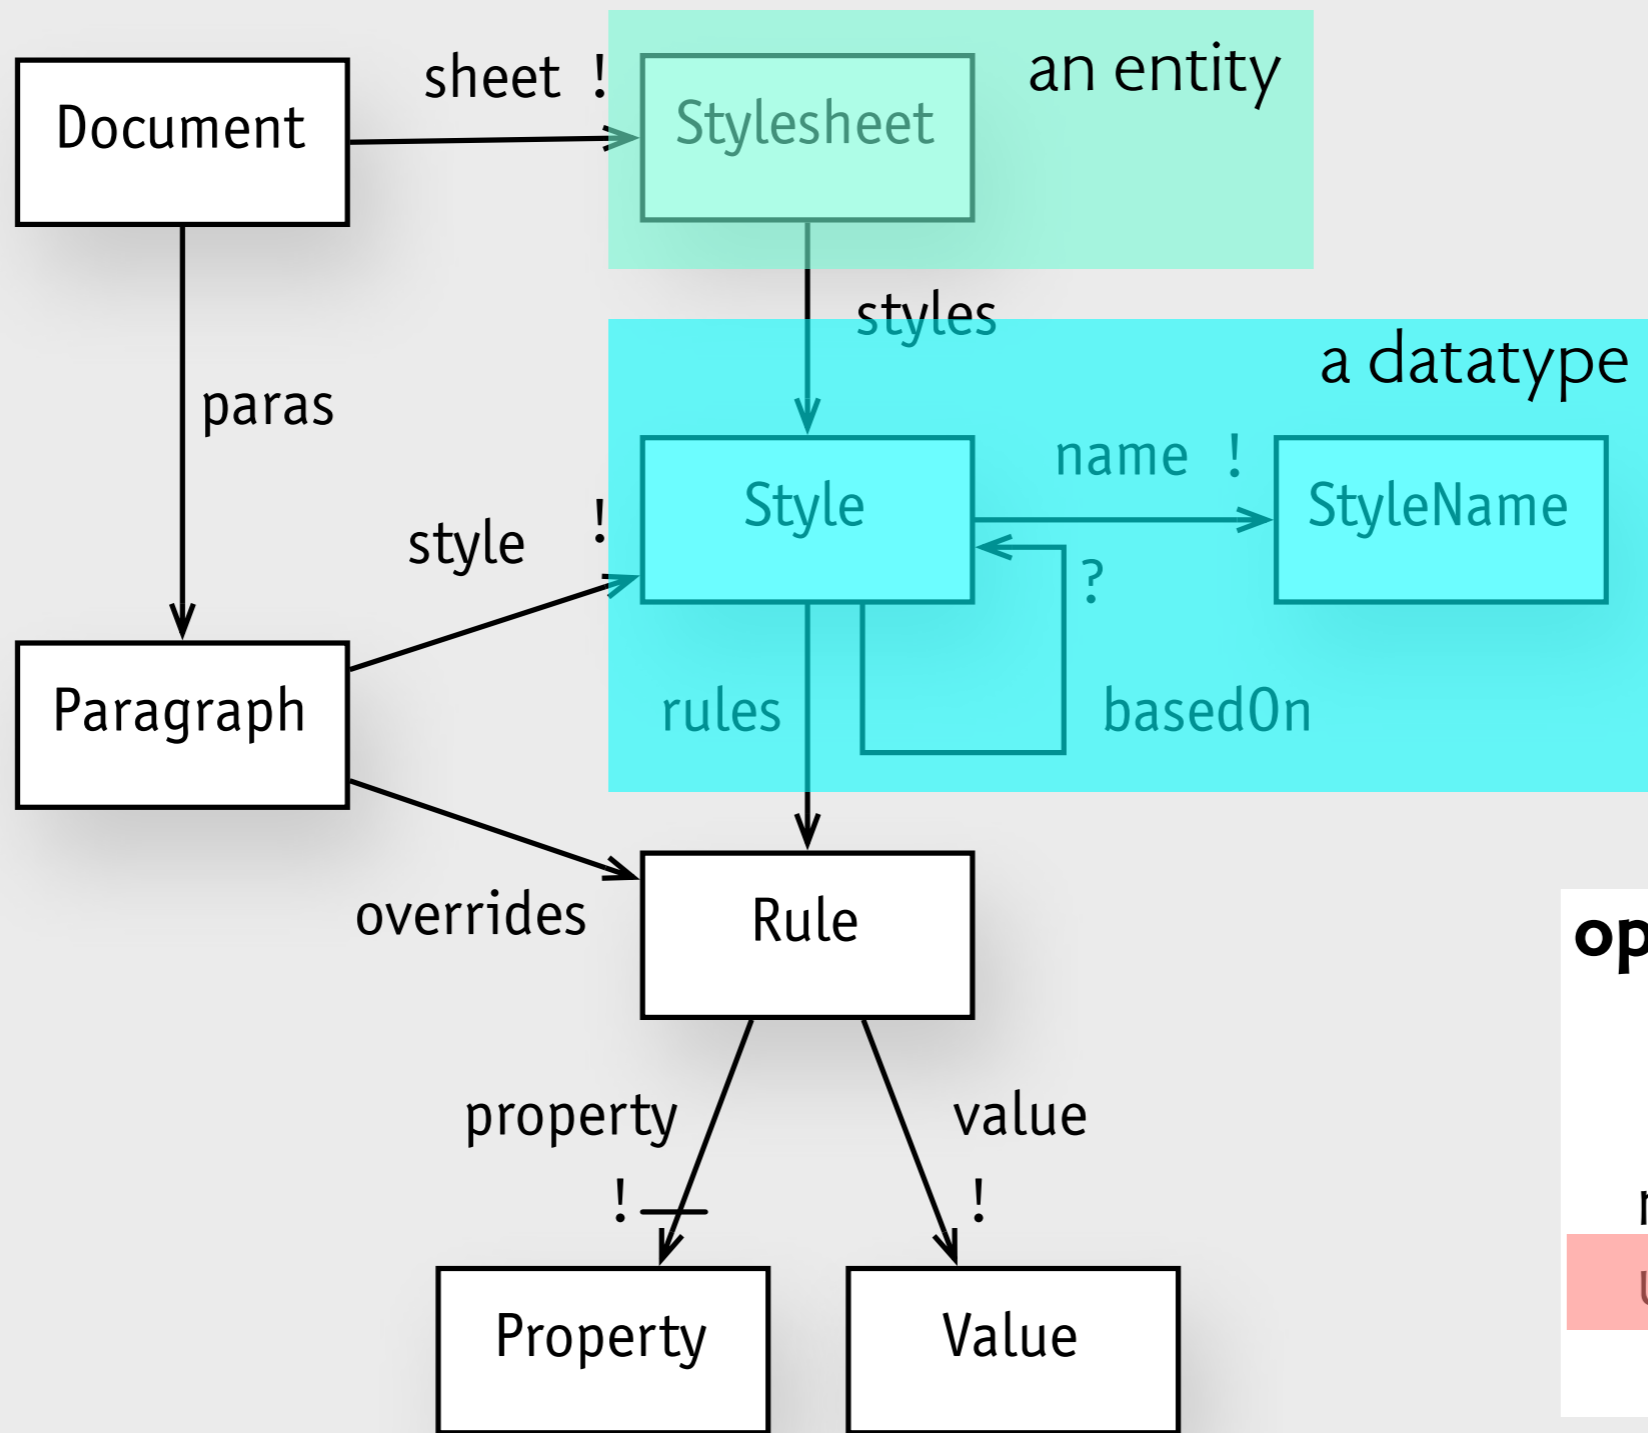 sheet !
an entity
Document
Stylesheet
styles
a datatype
paras
name !
Style
StyleName
style !
?
Paragraph
rules
basedOn
overrides
Rule
property
value
!
!
Property
Value